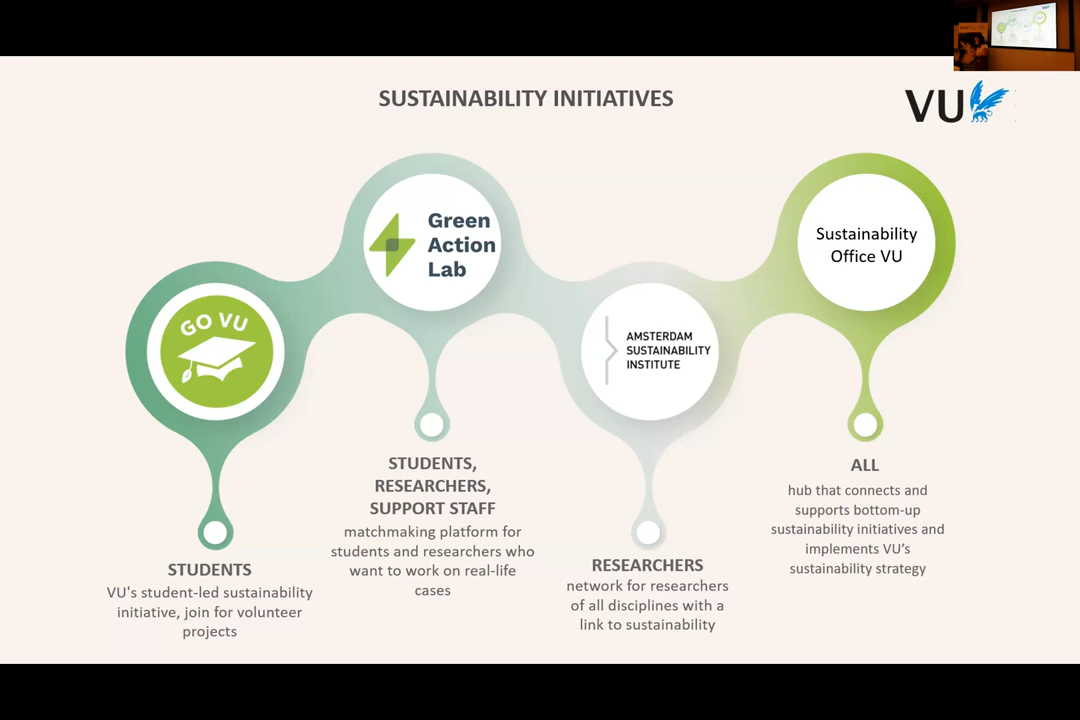 SUSTAINABILITY INITIATIVES
VU
GO VU
Green
Action
Lab
AMSTERDAM
SUSTAINABILITY
INSTITUTE
Sustainability
Office VU
STUDENTS
VU's student-led sustainability
initiative, join for volunteer
projects
STUDENTS,
RESEARCHERS,
SUPPORT STAFF
matchmaking platform for
students and researchers who
want to work on real-life
cases
RESEARCHERS
network for researchers
of all disciplines with a
link to sustainability
ALL
hub that connects and
supports bottom-up
sustainability initiatives and
implements VU's
sustainability strategy